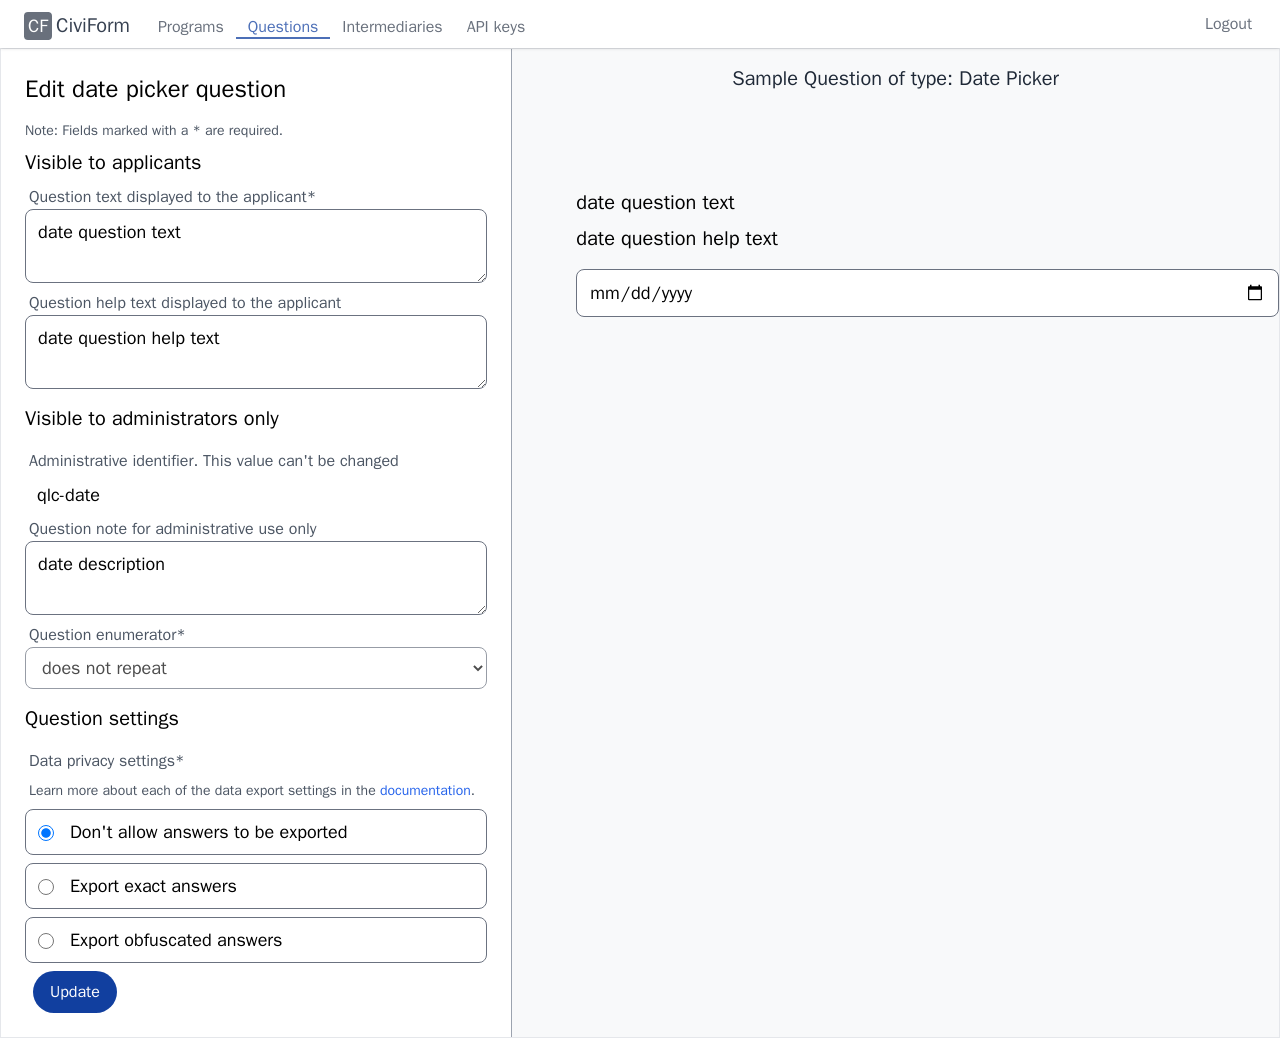 CF CiviForm Programs Questions Intermediaries API keys Logout
Edit date picker question
Note: Fields marked with a * are required.
Visible to applicants
Question text displayed to the applicant*
date question text
Question help text displayed to the applicant
date question help text
Visible to administrators only
Administrative identifier. This value can't be changed
qlc-date
Question note for administrative use only
date description
Question enumerator*
does not repeat
Question settings
Data privacy settings*
Learn more about each of the data export settings in the documentation.
Don't allow answers to be exported
Export exact answers
Export obfuscated answers
Update
Sample Question of type: Date Picker
date question text
date question help text
mm/dd/yyyy